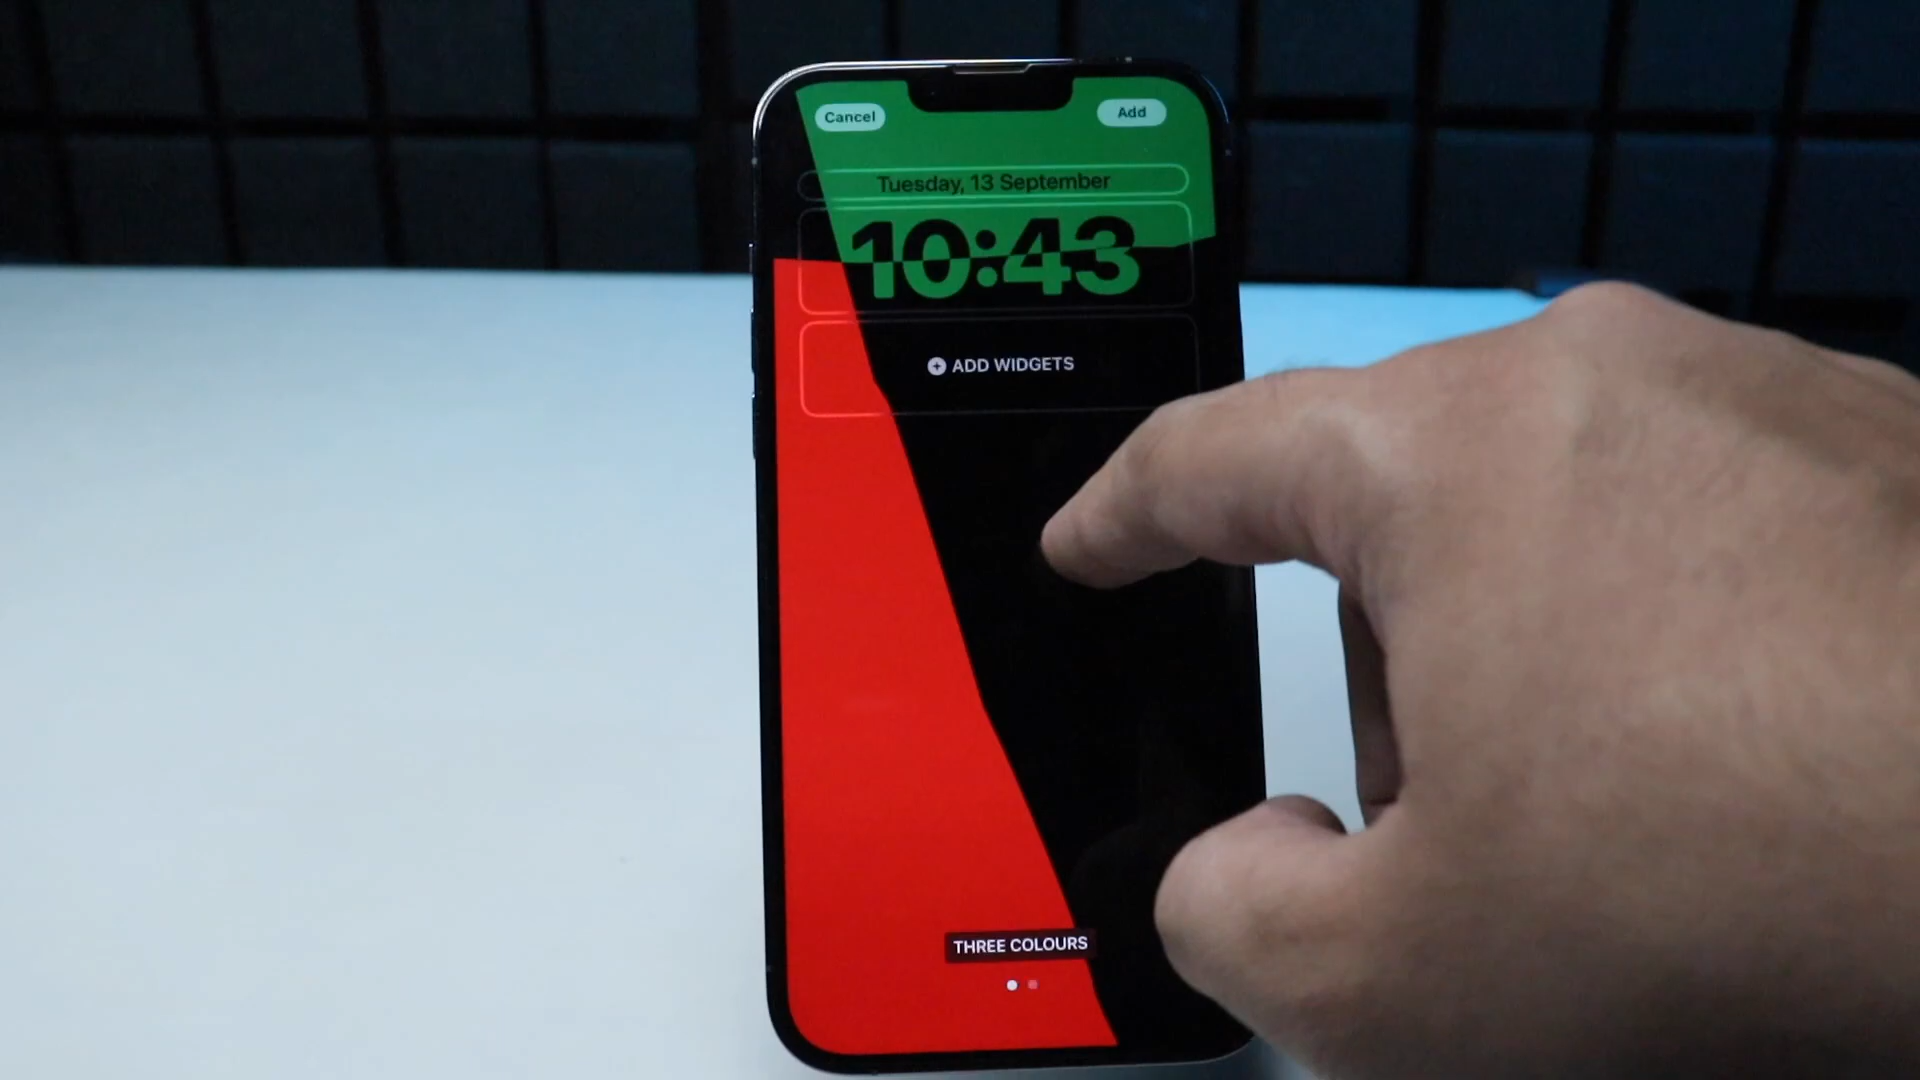 Cancel
Add
Tuesday, 13 September
10:43
ADD WIDGETS
THREE COLOURS